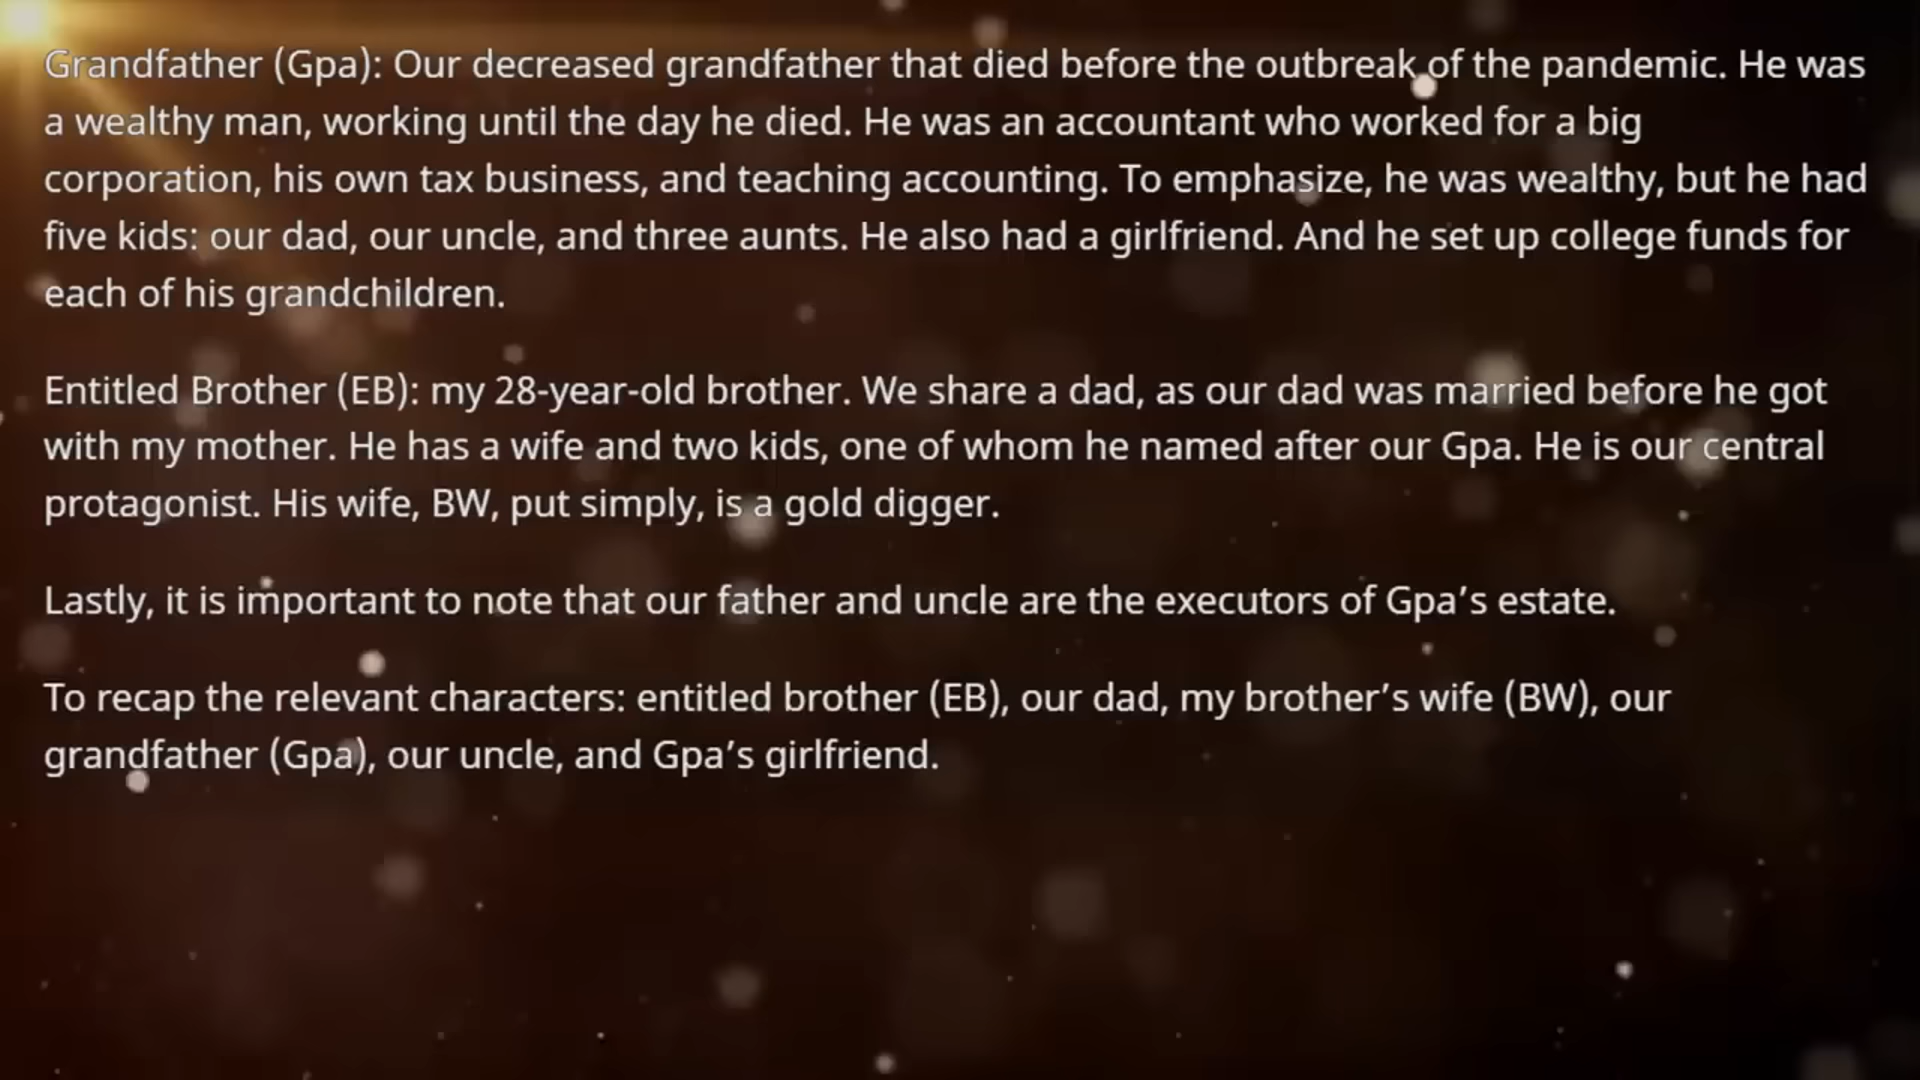 Grandfather (Gpa): Our decreased grandfather that died before the outbreak of the pandemic. He was
a wealthy man, working until the day he died. He was an accountant who worked for a big
corporation, his own tax business, and teaching accounting. To emphasize, he was wealthy, but he had
five kids: our dad, our uncle, and three aunts. He also had a girlfriend. And he set up college funds for
each of his grandchildren.
Entitled Brother (EB): my 28-year-old brother. We share a dad, as our dad was married before he got
with my mother. He has a wife and two kids, one of whom he named after our Gpa. He is our central
protagonist. His wife, BW, put simply, is a gold digger.
Lastly, it is important to note that our father and uncle are the executors of Gpa’s estate.
To recap the relevant characters: entitled brother (EB), our dad, my brother’s wife (BW), our
grandfather (Gpa), our uncle, and Gpa’s girlfriend.